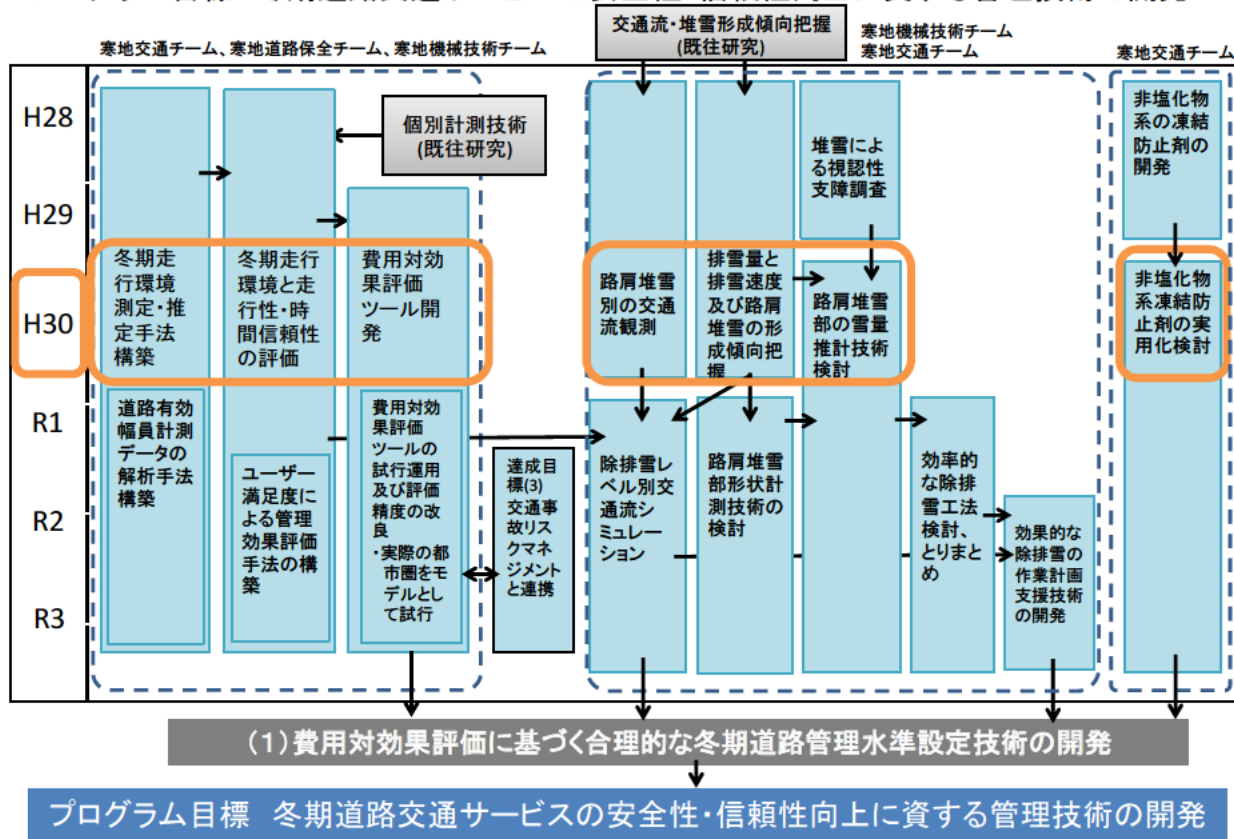 寒地交通チーム、寒地道路保全チーム、寒地機械技術チーム
交通流・堆雪形成傾向把握
(既往研究)
寒地機械技術チーム
寒地交通チーム
寒地交通チーム
H28
H29
H30
R1
R2
R3
個別計測技術
(既往研究)
冬期走
行環境
測定・推
定手法
構築
冬期走行
環境と走
行性・時
間信頼性
の評価
費用対効
果評価
ツール開
発
道路有効
幅員計測
データの
解析手法
構築
ユーザー
満足度に
よる管理
効果評価
手法の構
築
費用対効
果評価
ツールの
試行運用
及び評価
精度の改
良
・実際の都
市圏をモ
デルとし
て試行
達成目
標(3)
交通事
故リス
クマネ
ジメント
と連携
路肩堆雪
別の交通
流観測
排雪量と
排雪速度
及び路肩
堆雪の形
成傾向把
握
堆雪によ
る視認性
支障調査
路肩堆雪
部の雪量
推計技術
検討
除排雪レ
ベル別交
通流シ
ミュレー
ション
路肩堆雪
部形状計
測技術の
検討
効率的
な除排
雪工法
検討、
とりまと
め
効果的な
除排雪の
作業計画
支援技術
の開発
非塩化物
系の凍結
防止剤の
開発
非塩化物
系凍結防
止剤の実
用化検討
(1)費用対効果評価に基づく合理的な冬期道路管理水準設定技術の開発
プログラム目標 冬期道路交通サービスの安全性・信頼性向上に資する管理技術の開発